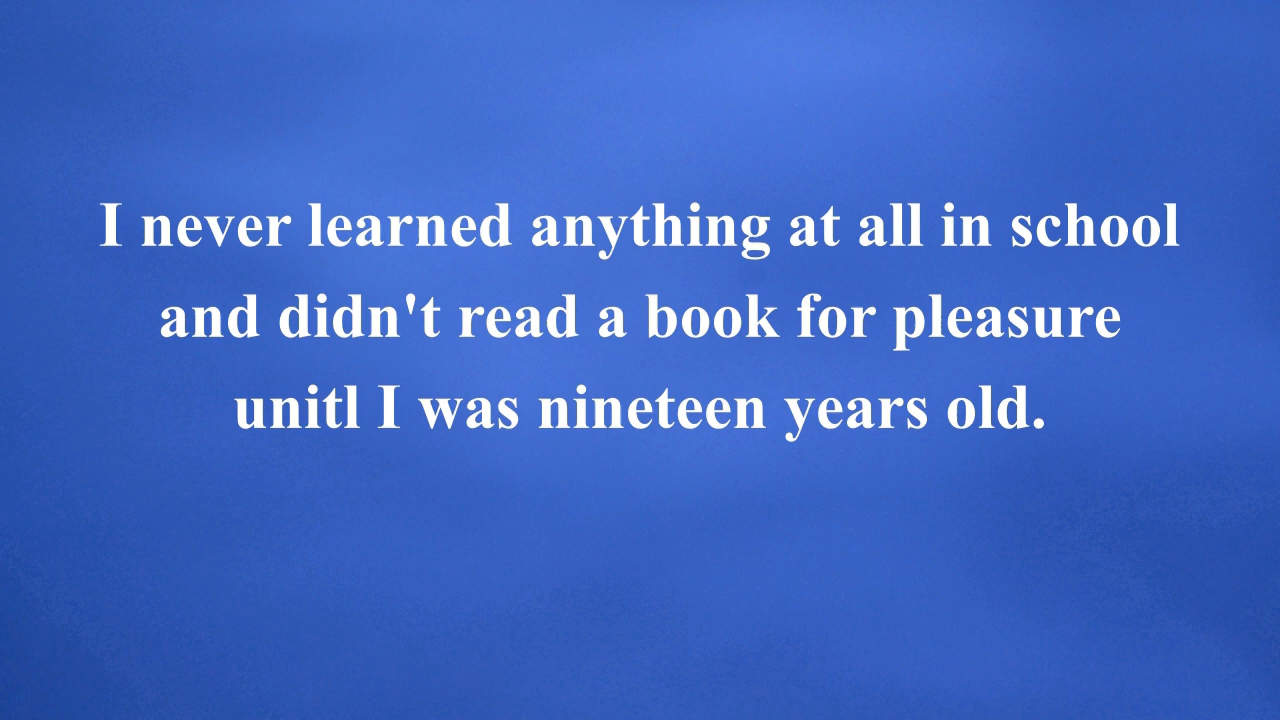 I never learned anything at all in school
and didn't read a book for pleasure
unitl I was nineteen years old.